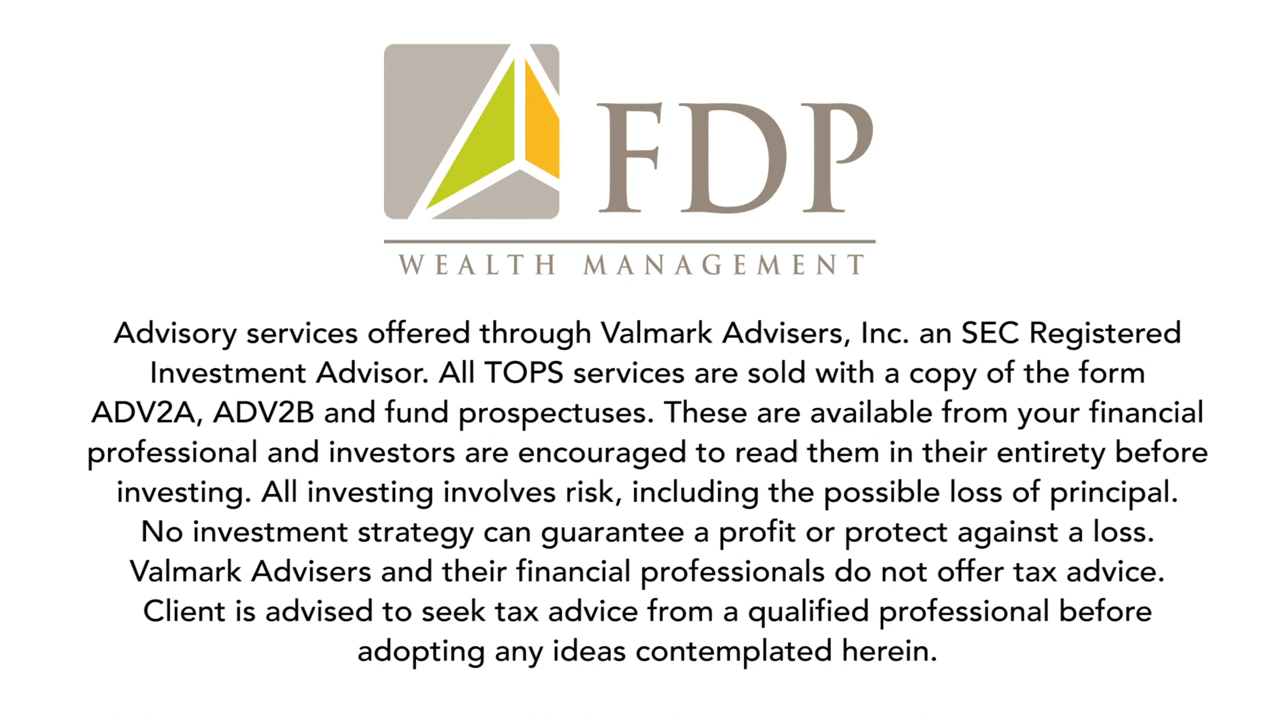 FDP
WEALTH MANAGEMENT
Advisory services offered through Valmark Advisers, Inc. an SEC Registered
Investment Advisor. All TOPS services are sold with a copy of the form
ADV2A, ADV2B and fund prospectuses. These are available from your financial
professional and investors are encouraged to read them in their entirety before
investing. All investing involves risk, including the possible loss of principal.
No investment strategy can guarantee a profit or protect against a loss.
Valmark Advisers and their financial professionals do not offer tax advice.
Client is advised to seek tax advice from a qualified professional before
adopting any ideas contemplated herein.